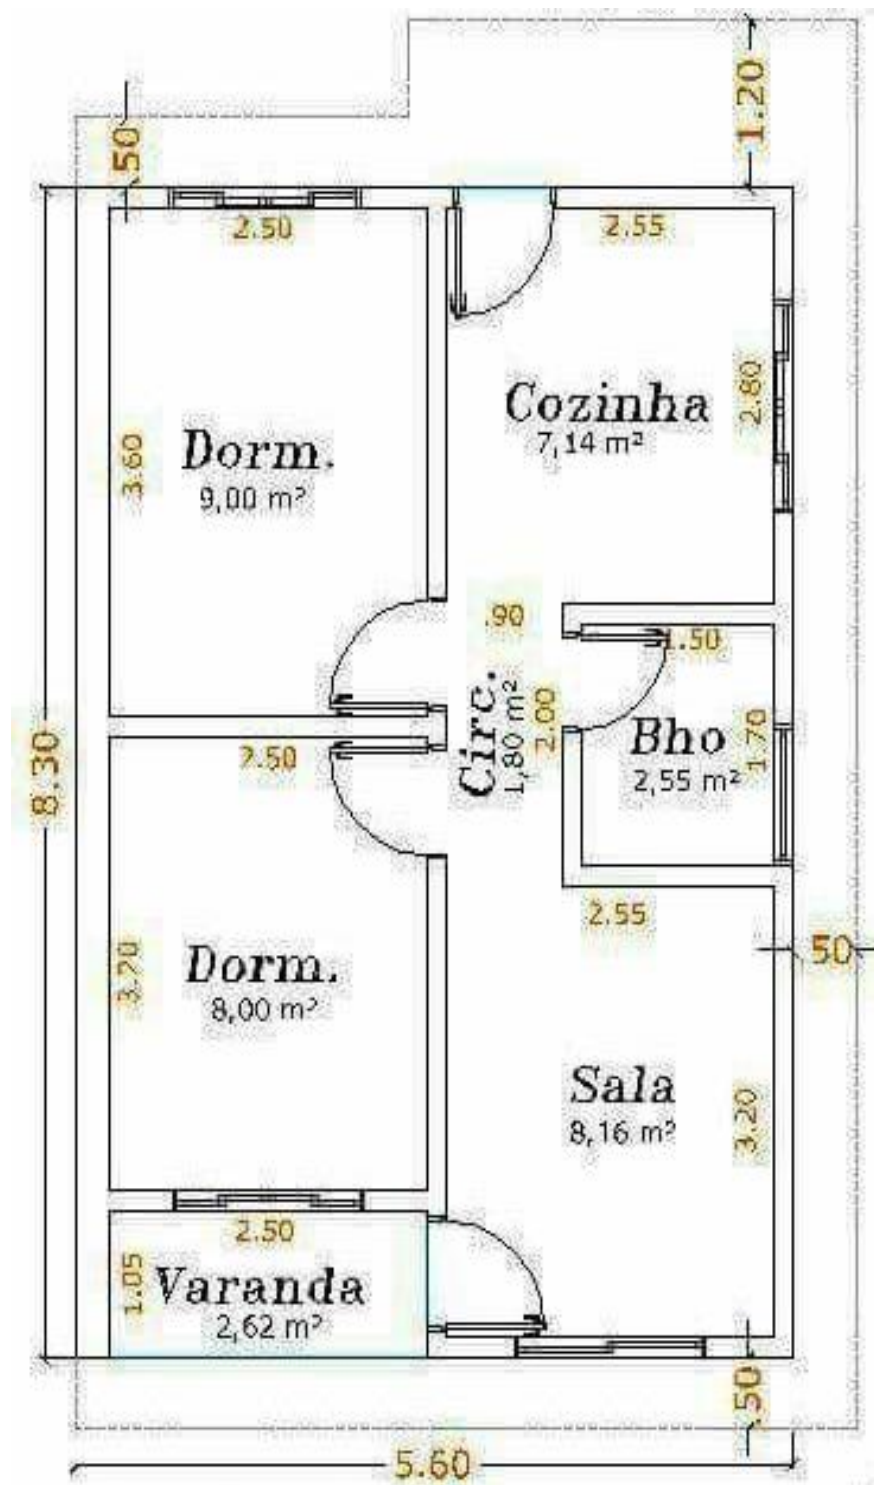 1.20
.50
2.50
2.55
Cozinha
7,14 m²
2.80
Dorm.
9,00 m²
3.60
.90
1.50
Circ.
1,80 m²
2.00
Bho
2,55 m²
1.70
8.30
2.50
2.55
50
Dorm.
8,00 m²
Sala
8,16 m²
3.20
2.50
1.05
Varanda
2,62 m²
.50
5.60